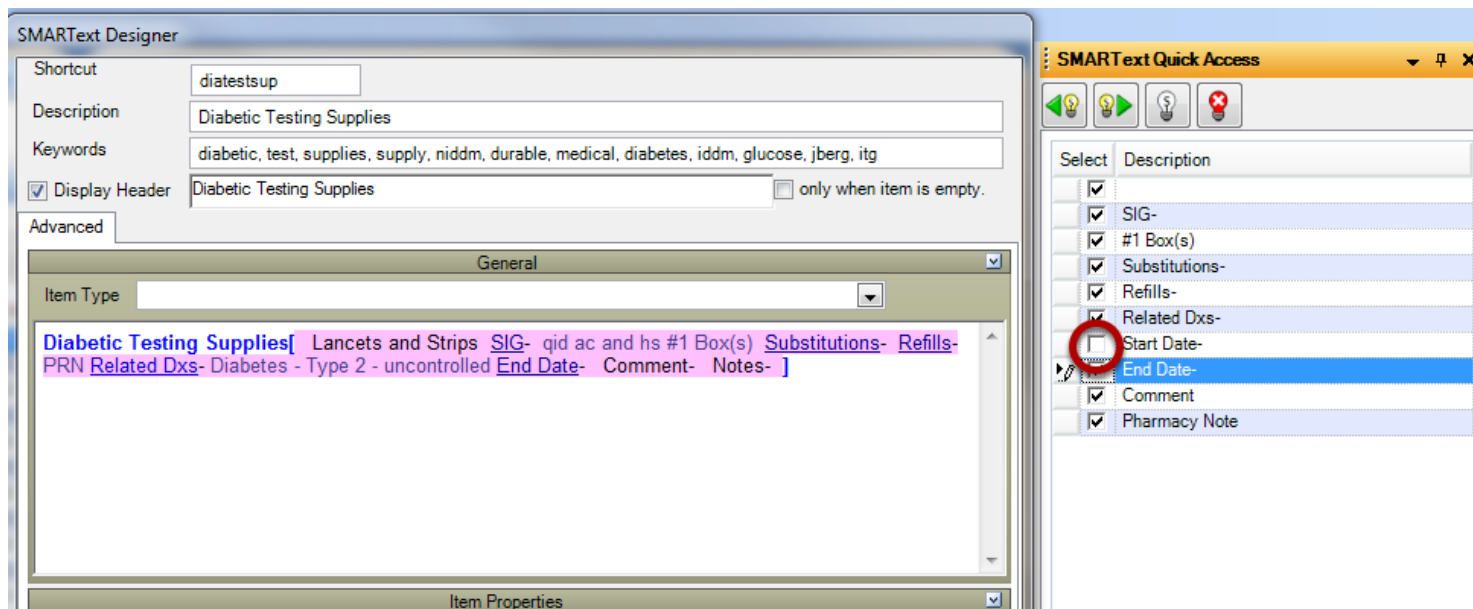 SMARText Designer
Shortcut
diatestsup
Description
Diabetic Testing Supplies
Keywords
diabetic, test, supplies, supply, niddm, durable, medical, diabetes, iddm, glucose, jberg, itg
Display Header
Diabetic Testing Supplies
only when item is empty.
Advanced
General
Item Type
Diabetic Testing Supplies[ Lancets and Strips SIG- qid ac and hs #1 Box(s) Substitutions- Refills-
PRN Related Dxs- Diabetes - Type 2 - uncontrolled End Date- Comment- Notes- ]
Item Properties
SMARText Quick Access
Select Description
SIG-
#1 Box(s)
Substitutions-
Refills-
Related Dxs-
Start Date-
End Date-
Comment
Pharmacy Note